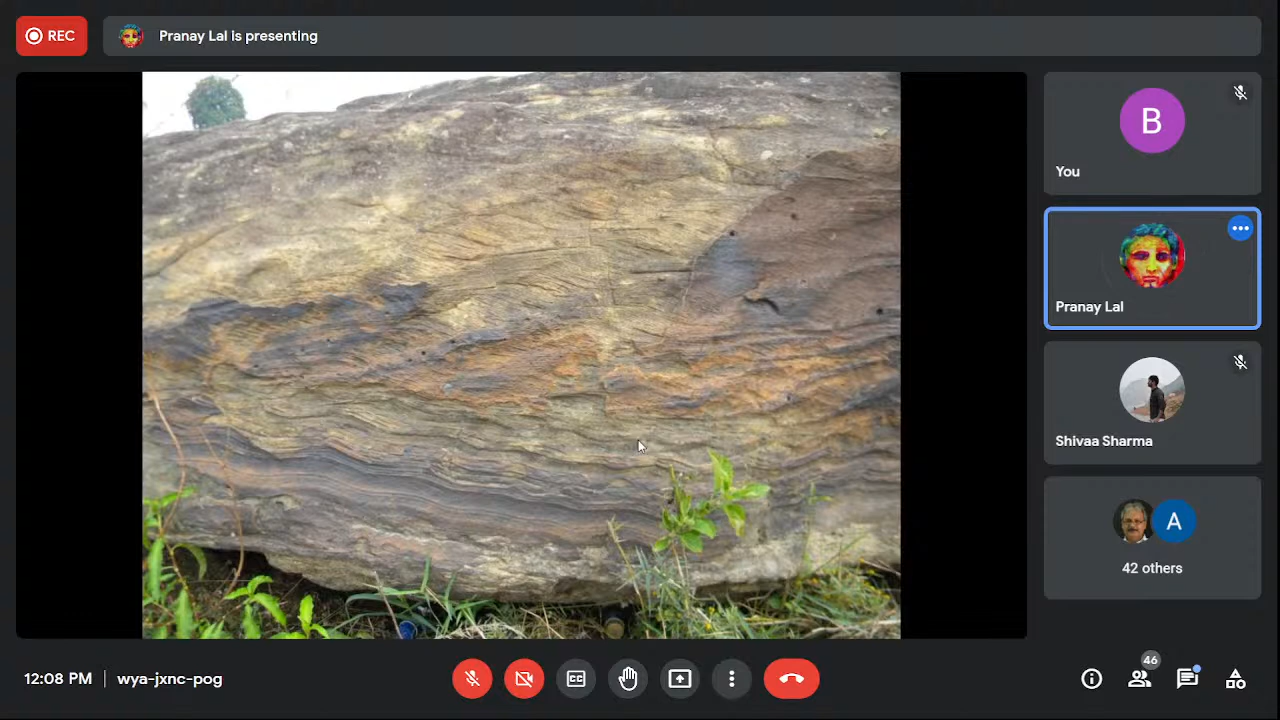 REC
Pranay Lal is presenting
B
You
Pranay Lal
Shivaa Sharma
A
42 others
12:08 PM
wya-jxnc-pog
CC
46